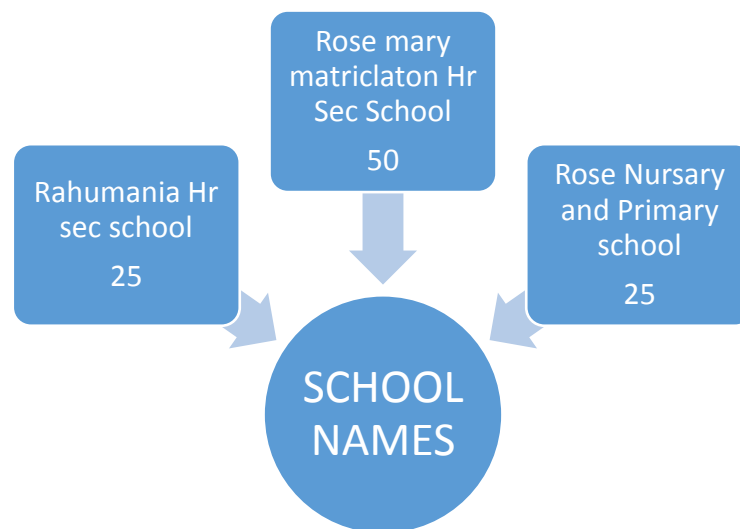 Rose mary
matriclaton Hr
Sec School
50
Rahumania Hr
sec school
25
Rose Nursary
and Primary
school
25
SCHOOL
NAMES